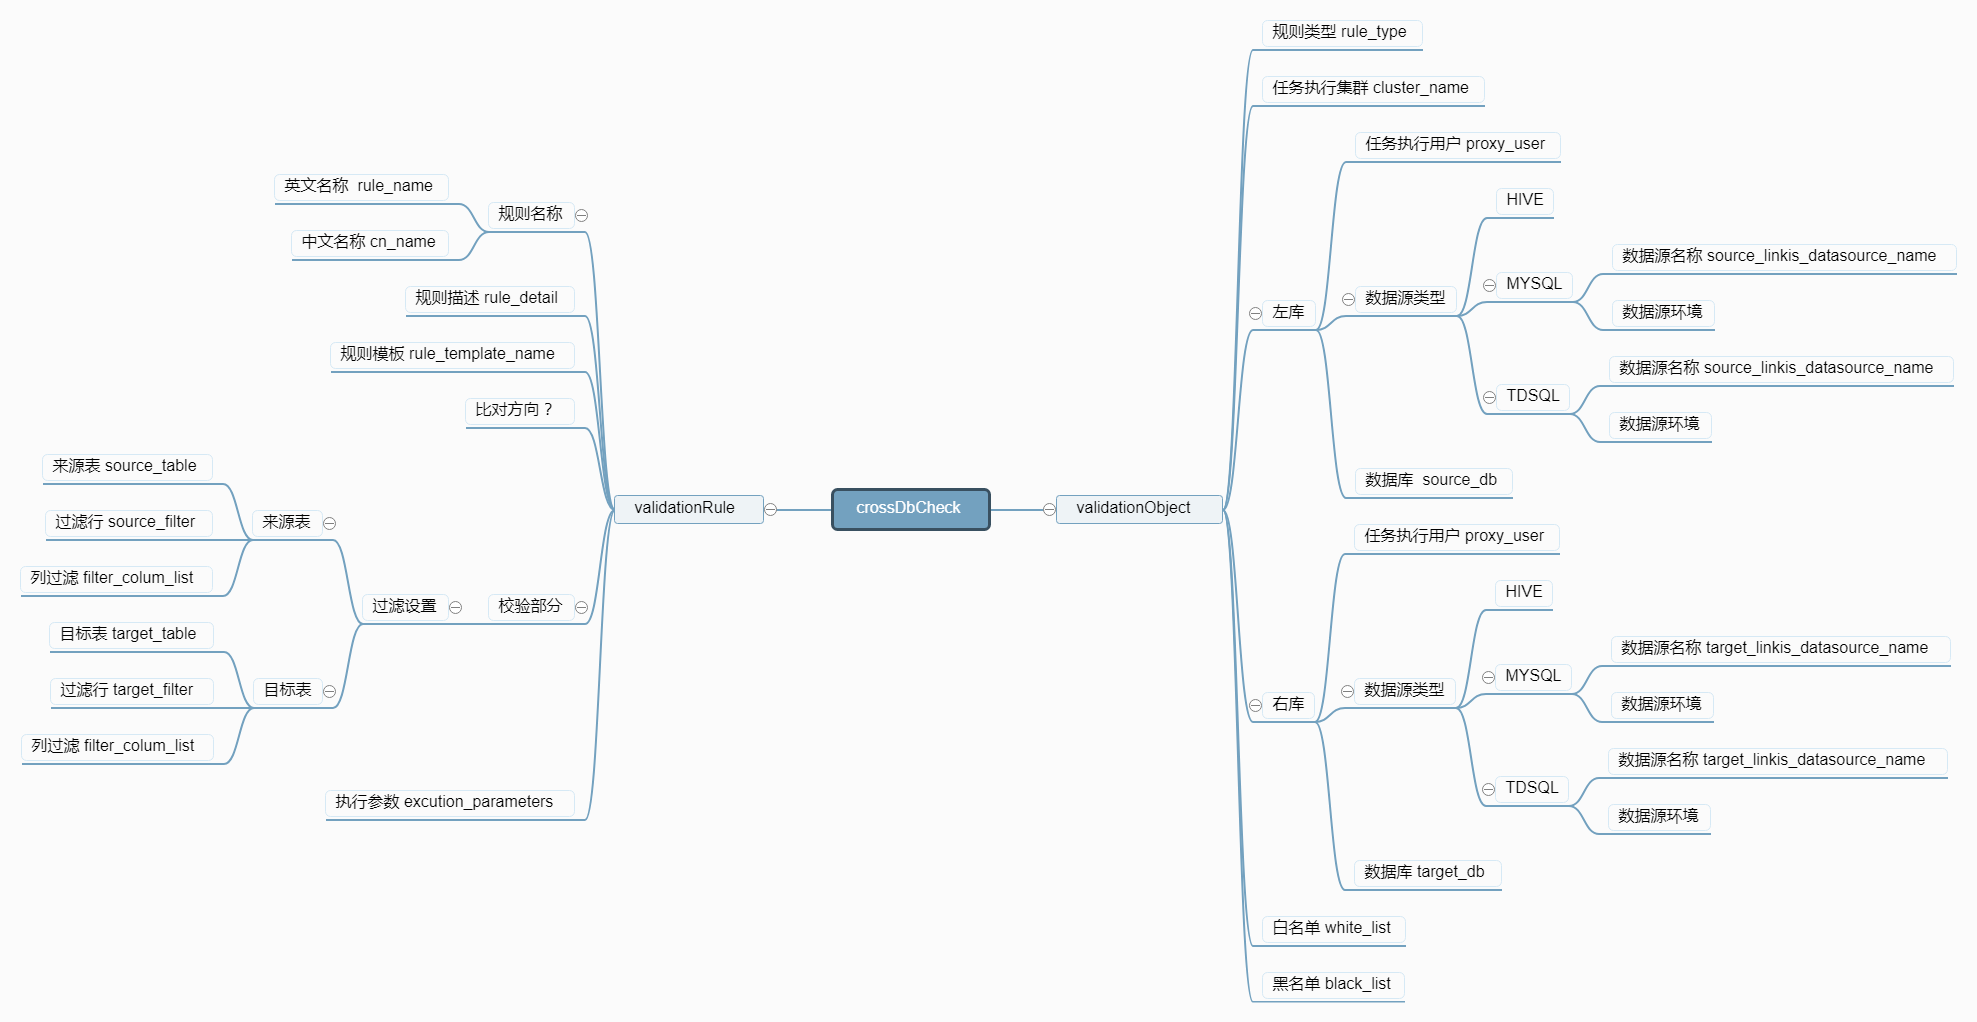 crossDbCheck
validationRule
规则名称
英文名称  rule_name
中文名称 cn_name
规则描述 rule_detail
规则模板 rule_template_name
比对方向？
校验部分
过滤设置
来源表
来源表 source_table
过滤行 source_filter
列过滤 filter_colum_list
目标表
目标表 target_table
过滤行 target_filter
列过滤 filter_colum_list
执行参数 excution_parameters
validationObject
规则类型 rule_type
任务执行集群 cluster_name
左库
任务执行用户 proxy_user
数据源类型
HIVE
MYSQL
数据源名称 source_linkis_datasource_name
数据源环境
TDSQL
数据源名称 source_linkis_datasource_name
数据源环境
数据库  source_db
右库
任务执行用户 proxy_user
数据源类型
HIVE
MYSQL
数据源名称 target_linkis_datasource_name
数据源环境
TDSQL
数据源名称 target_linkis_datasource_name
数据源环境
数据库 target_db
白名单 white_list
黑名单 black_list